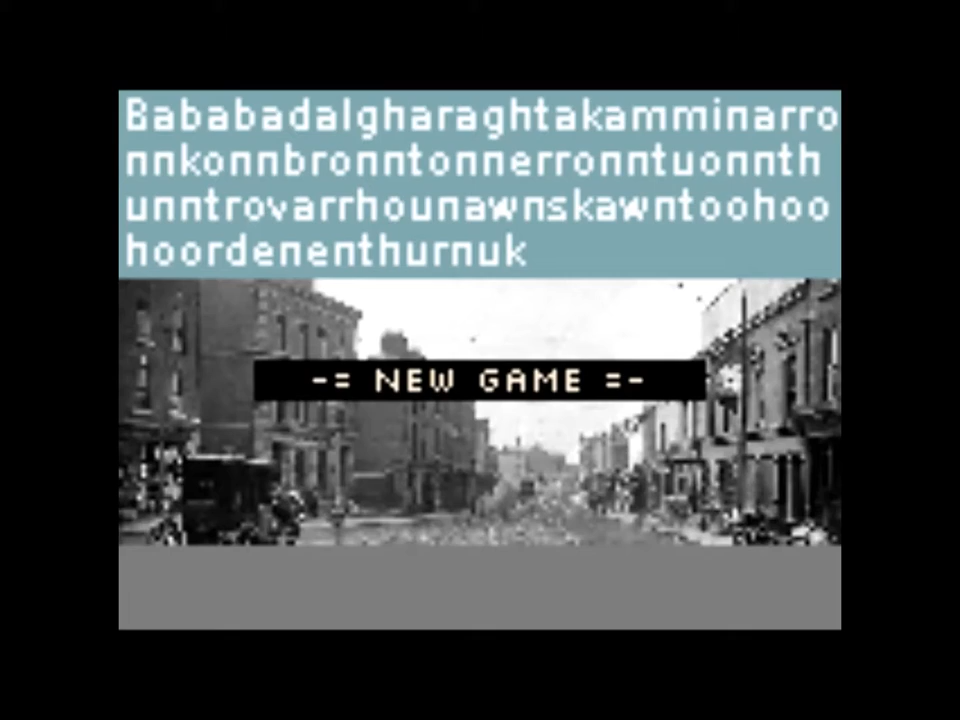 Bababadalgharaghtakamminarro
nnkonnbronntonnerronntuonnth
unntrovarrhounawnskawntoohoo
hoordenenthurnuk
-= NEW GAME =-